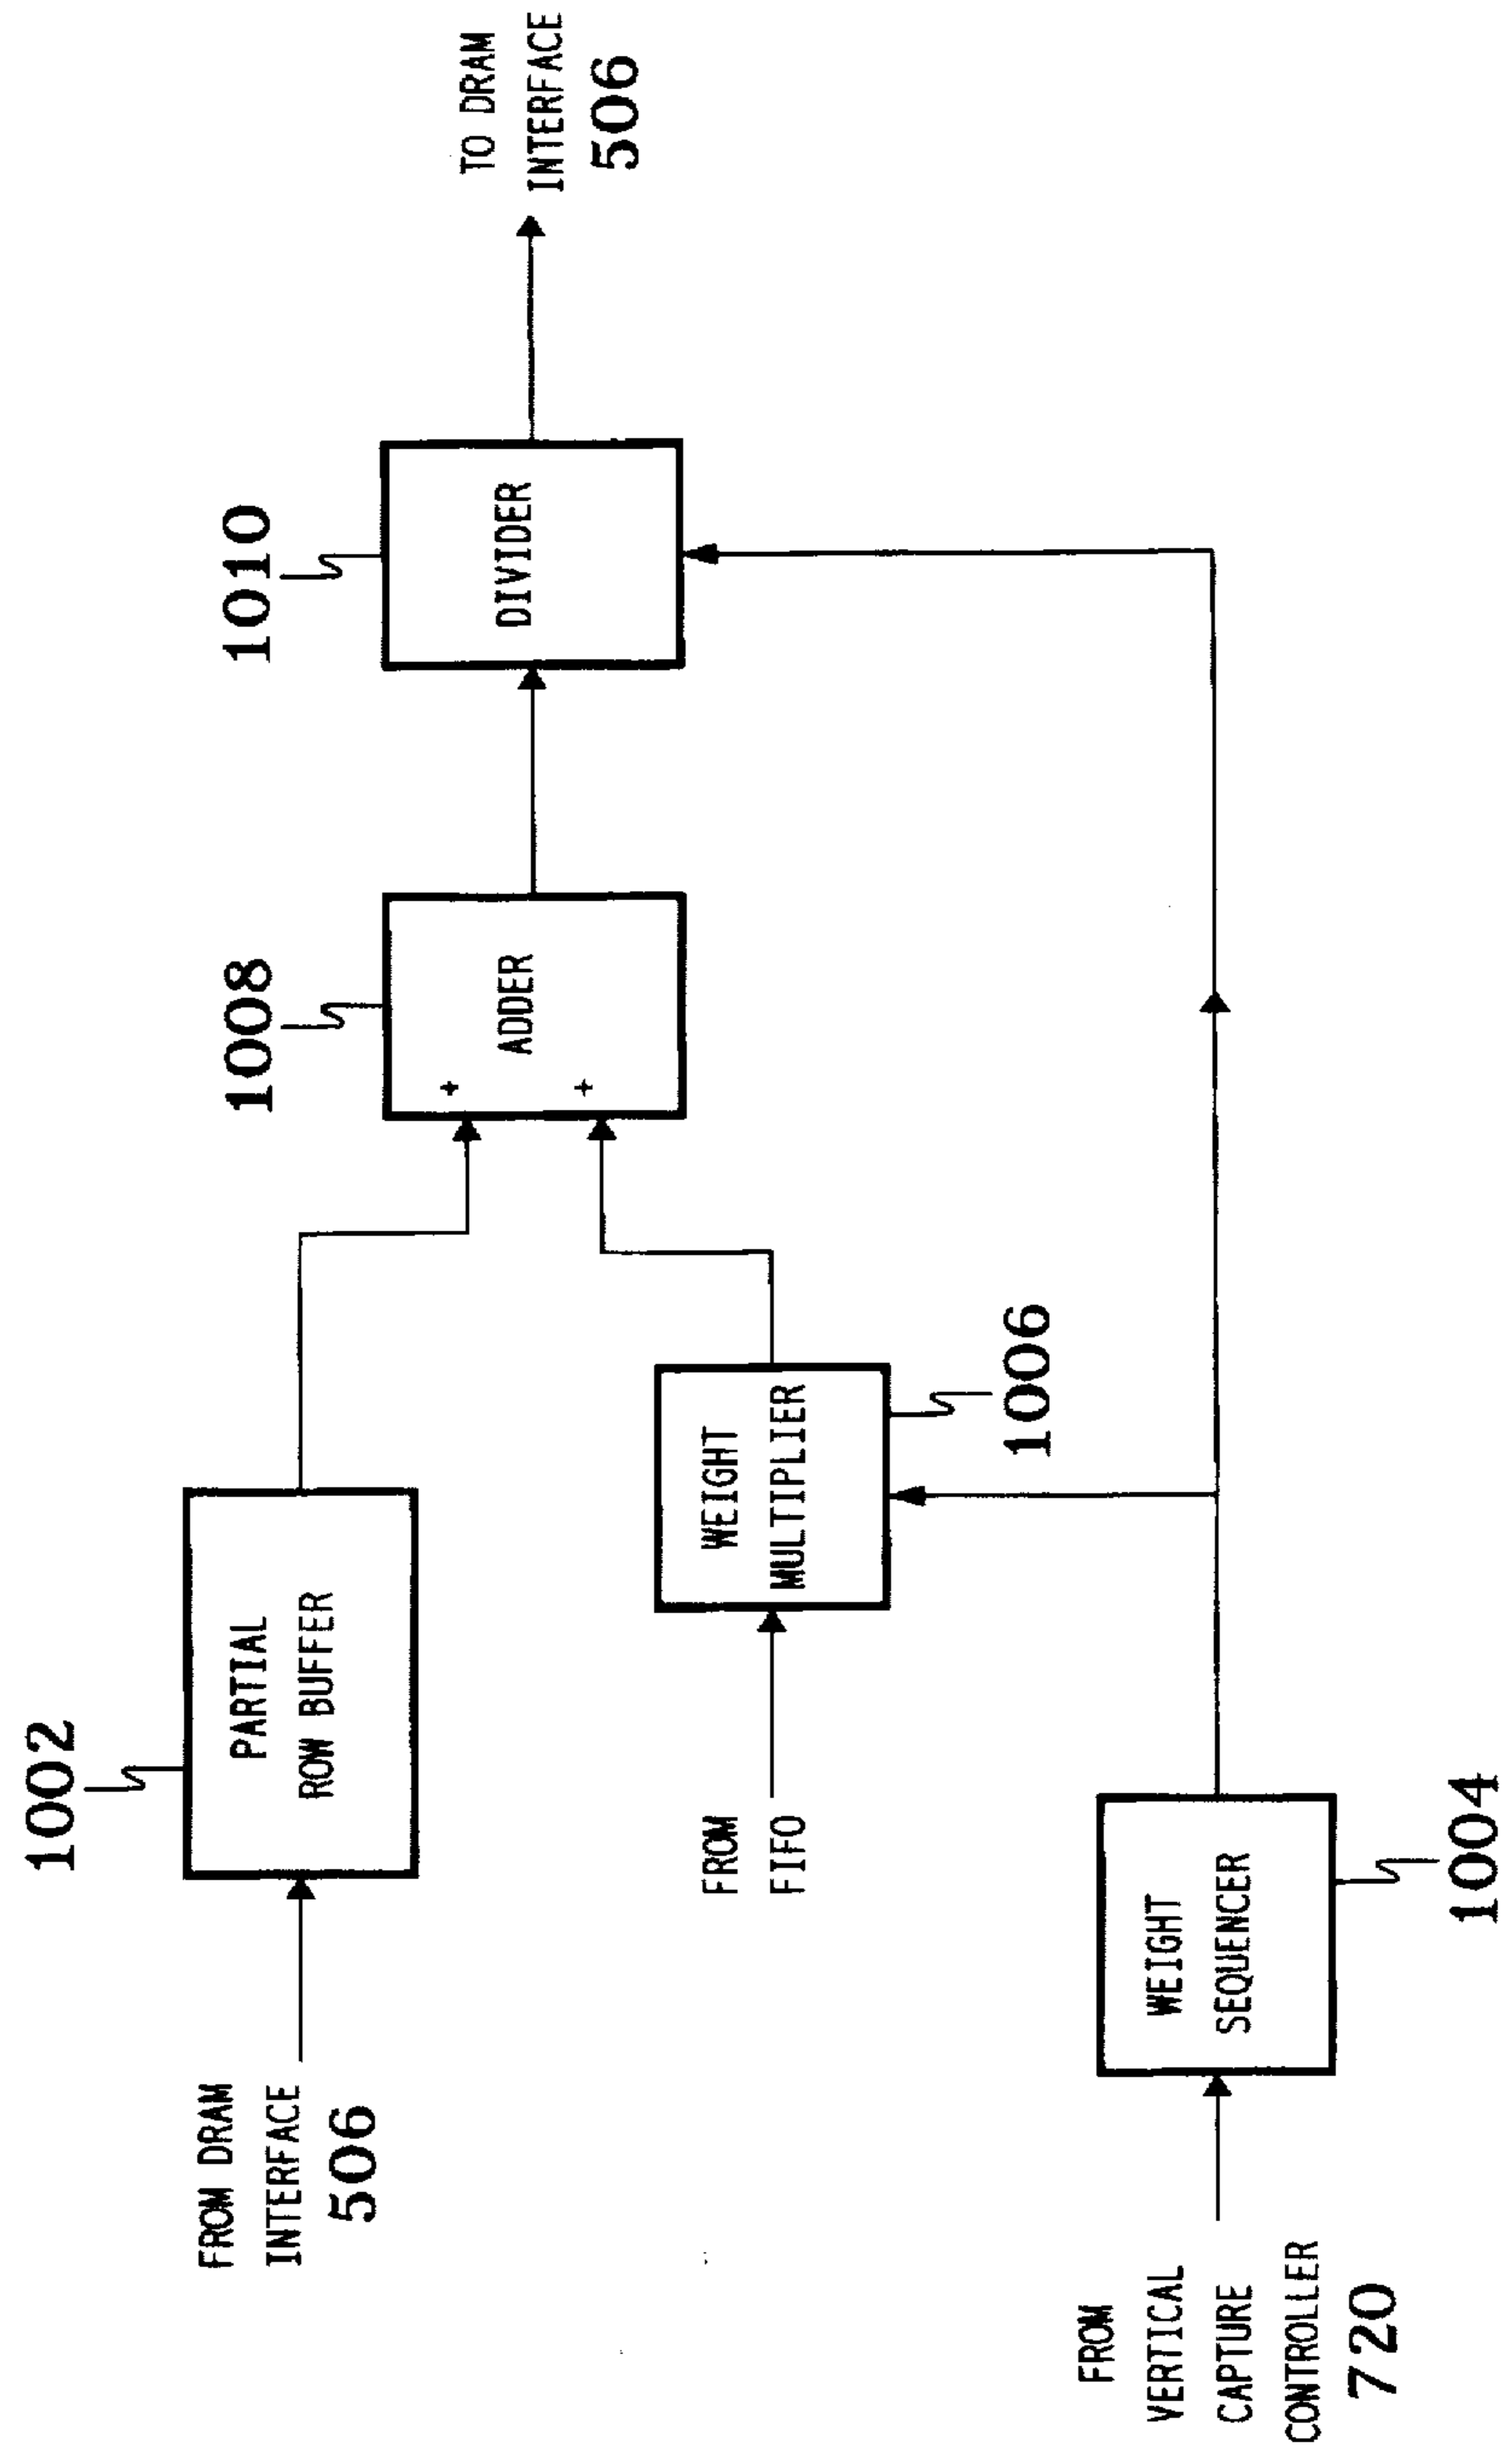 1002
FROM DRAM
INTERFACE
506
PARTIAL
ROW BUFFER
1008
+
+
ADDER
1010
DIVIDER
TO DRAM
INTERFACE
506
FROM
FIFO
WEIGHT
MULTIPLIER
1006
FROM
VERTICAL
CAPTURE
CONTROLLER
720
WEIGHT
SEQUENCER
1004